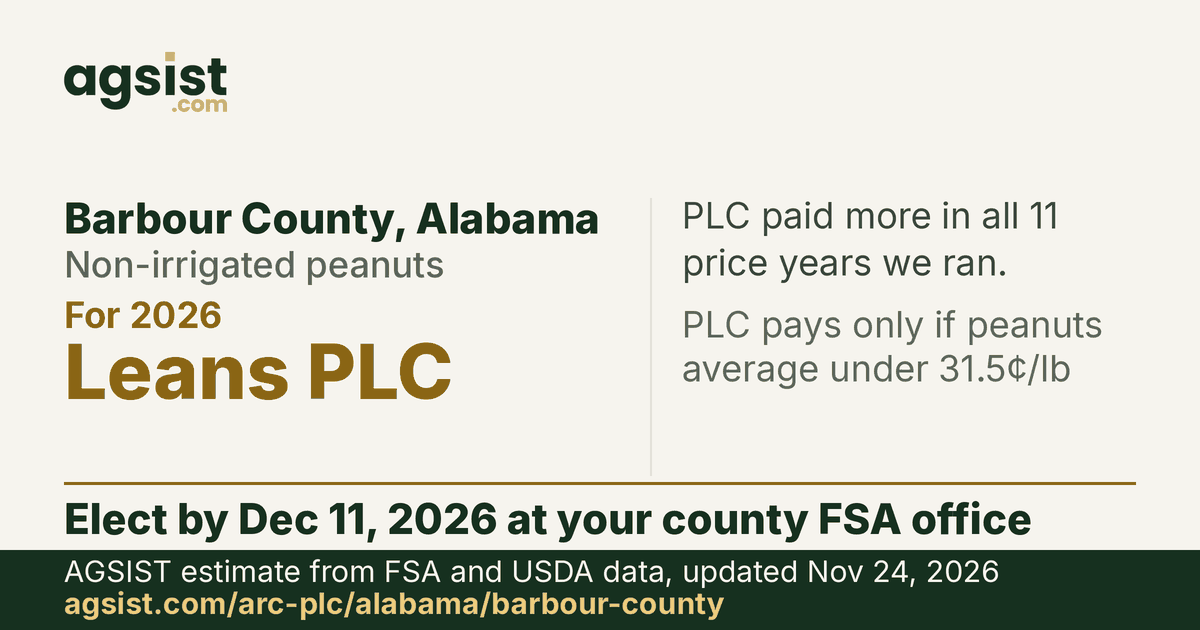 agsist
.com
Barbour County, Alabama
Non-irrigated peanuts
For 2026
Leans PLC
PLC paid more in all 11
price years we ran.
PLC pays only if peanuts
average under 31.5¢/lb
Elect by Dec 11, 2026 at your county FSA office
AGSIST estimate from FSA and USDA data, updated Nov 24, 2026
agsist.com/arc-plc/alabama/barbour-county